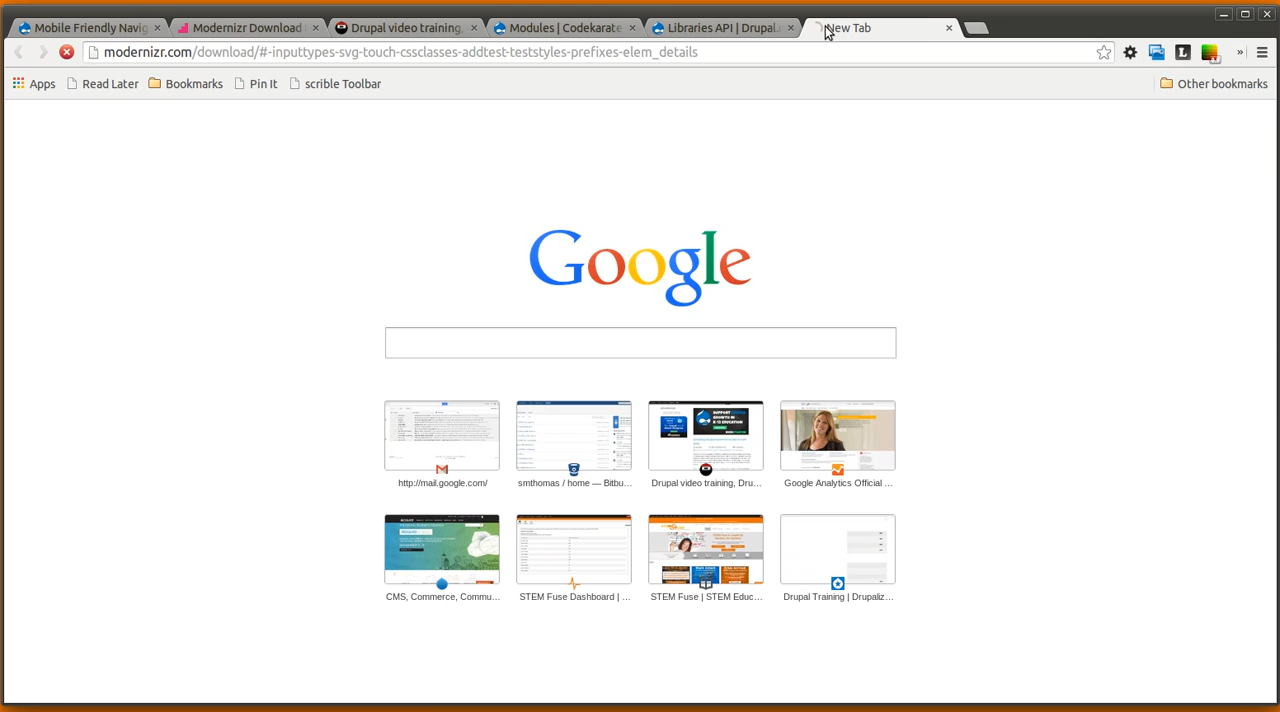 Mobile Friendly Navig
Modernizr Download
Drupal video training,
Modules | Codekarate
Libraries API | Drupal.
New Tab
modernizr.com/download/#-inputtypes-svg-touch-cssclasses-addtest-teststyles-prefixes-elem_details
Apps
Read Later
Bookmarks
Pin It
scrible Toolbar
Other bookmarks
Google
http://mail.google.com/
smthomas / home — Bitbu...
Drupal video training, Dru...
Google Analytics Official ...
CMS, Commerce, Commu...
STEM Fuse Dashboard | ...
STEM Fuse | STEM Educ...
Drupal Training | Drupaliz...